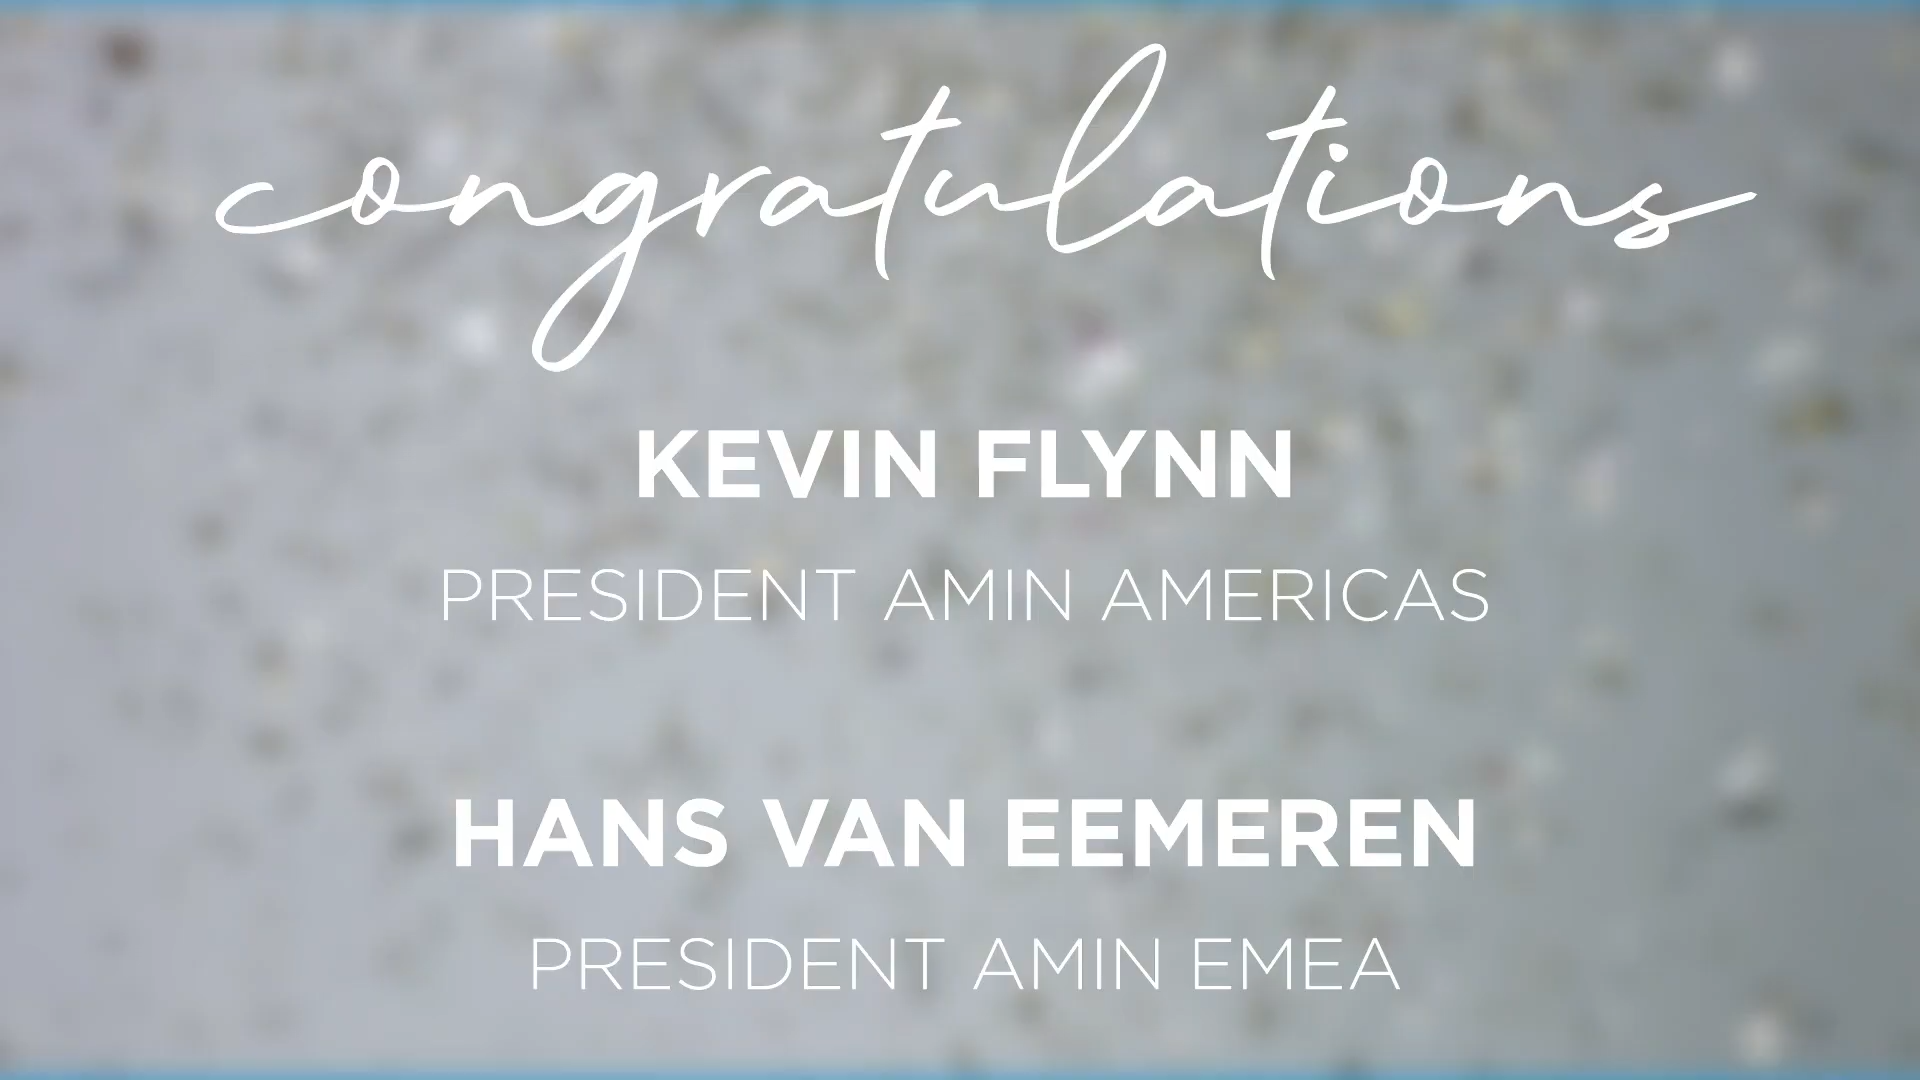 congratulations
KEVIN FLYNN
PRESIDENT AMIN AMERICAS
HANS VAN EEMEREN
PRESIDENT AMIN EMEA